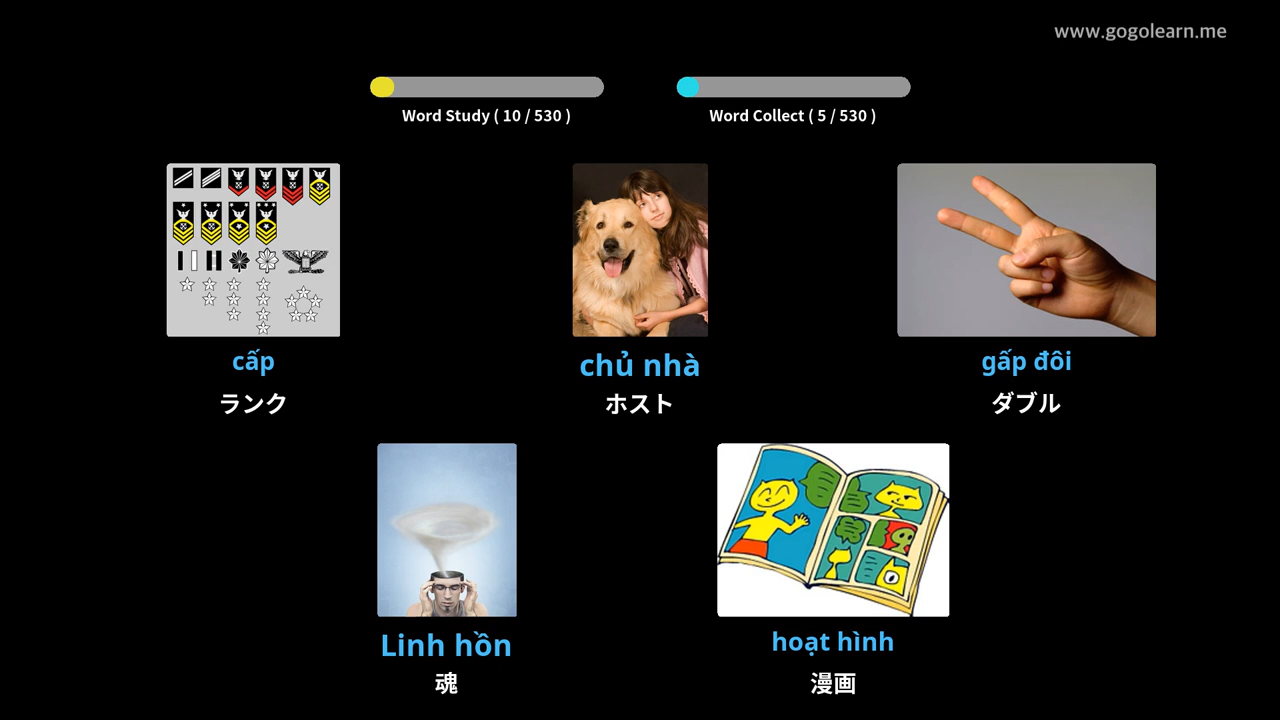 www.gogolearn.me
Word Study ( 10 / 530 )
Word Collect ( 5 / 530 )
cấp
ランク
chủ nhà
ホスト
gấp đôi
ダブル
Linh hồn
魂
hoạt hình
漫画